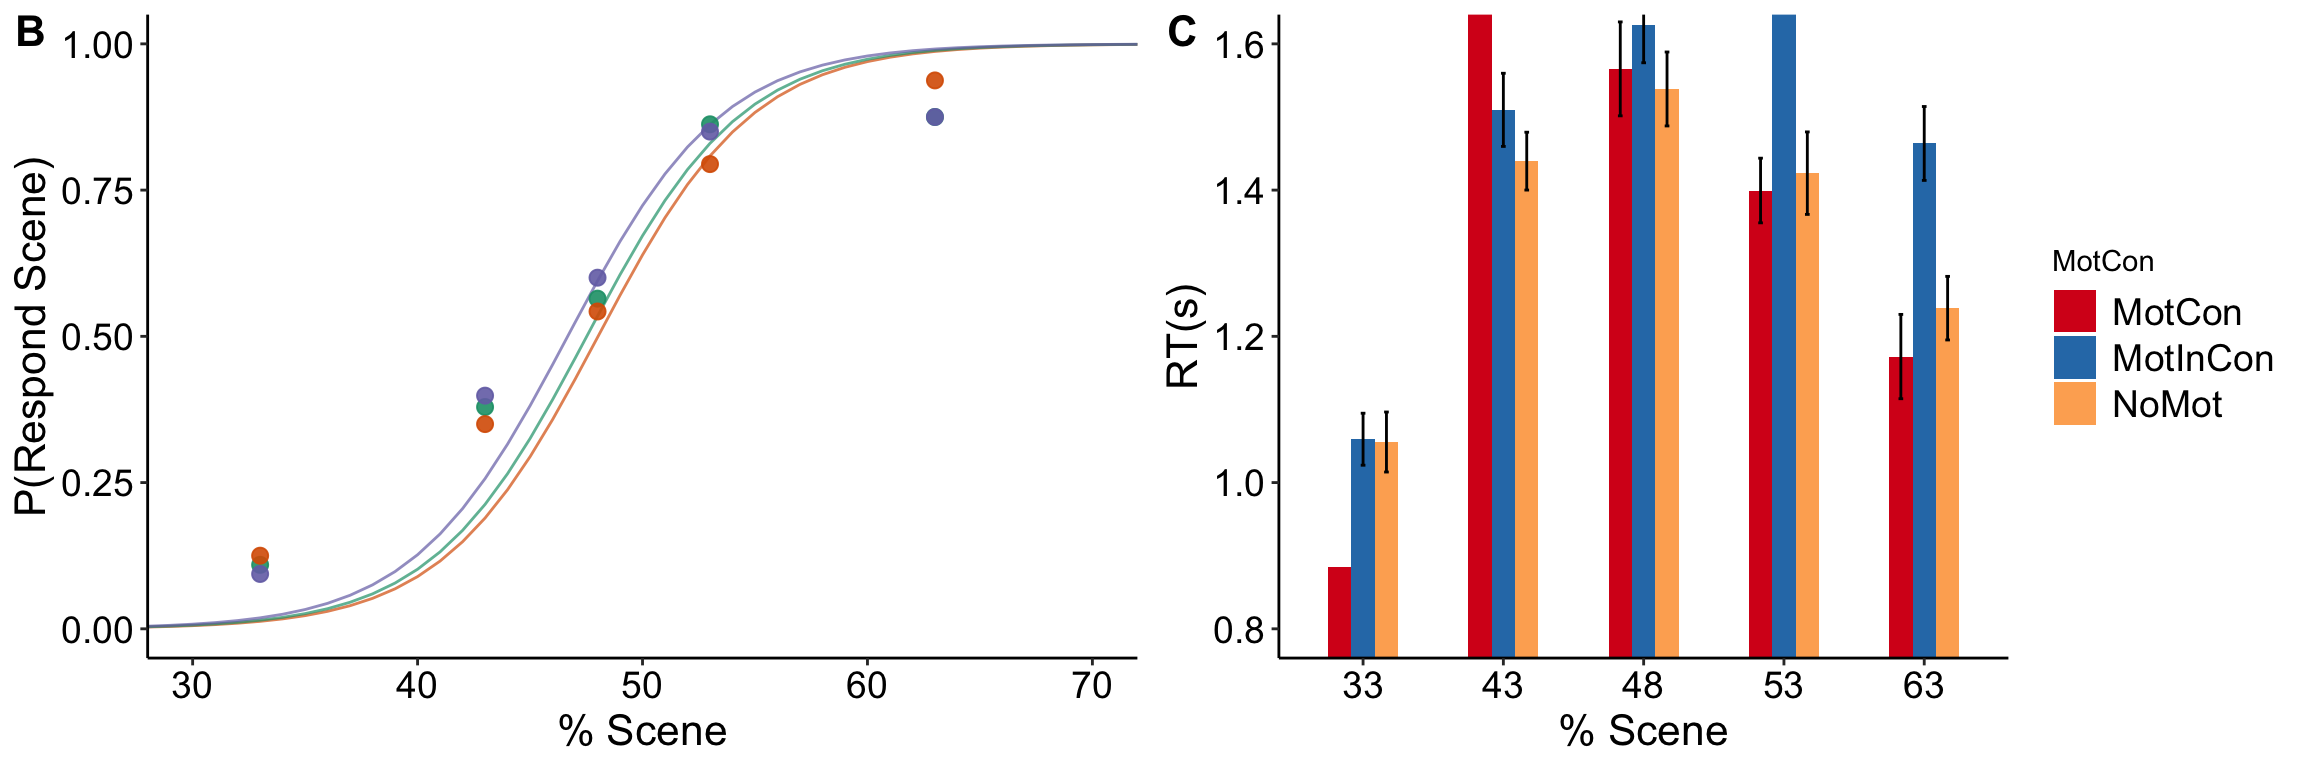 B
1.00
0.75
0.50
0.25
0.00
P(Respond Scene)
30 40 50 60 70
% Scene
C
1.6
1.4
1.2
1.0
0.8
RT(s)
33 43 48 53 63
% Scene
MotCon
MotCon
MotInCon
NoMot